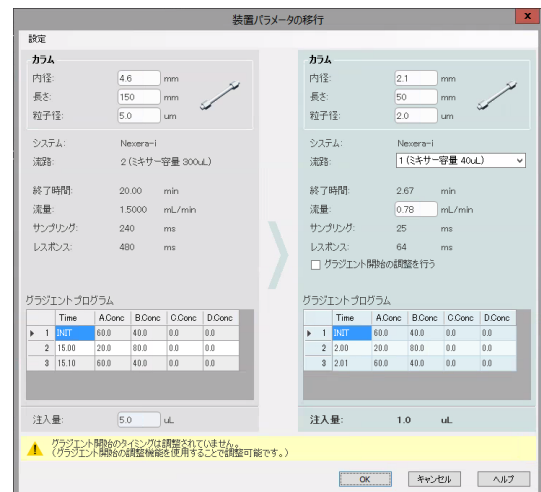 装置パラメータの移行
x
設定
カラム
内径: 4.6 mm
長さ: 150 mm
粒子径: 5.0 um
システム: Nexera-i
流路: 2 (ミキサー容量 300uL)
終了時間: 20.00 min
流量: 1.5000 mL/min
サンプリング: 240 ms
レスポンス: 480 ms
グラジエントプログラム
Time A.Conc B.Conc C.Conc D.Conc
1 INIT 60.0 40.0 0.0 0.0
2 15.00 20.0 80.0 0.0 0.0
3 15.10 60.0 40.0 0.0 0.0
注入量: 5.0 uL
カラム
内径: 2.1 mm
長さ: 50 mm
粒子径: 2.0 um
システム: Nexera-i
流路: 1 (ミキサー容量 40uL)
終了時間: 2.67 min
流量: 0.78 mL/min
サンプリング: 25 ms
レスポンス: 64 ms
グラジエント開始の調整を行う
グラジエントプログラム
Time A.Conc B.Conc C.Conc D.Conc
1 INIT 60.0 40.0 0.0 0.0
2 2.00 20.0 80.0 0.0 0.0
3 2.01 60.0 40.0 0.0 0.0
注入量: 1.0 uL
グラジエント開始のタイミングは調整されていません。
(グラジエント開始の調整機能を使用することで調整可能です。)
OK キャンセル ヘルプ